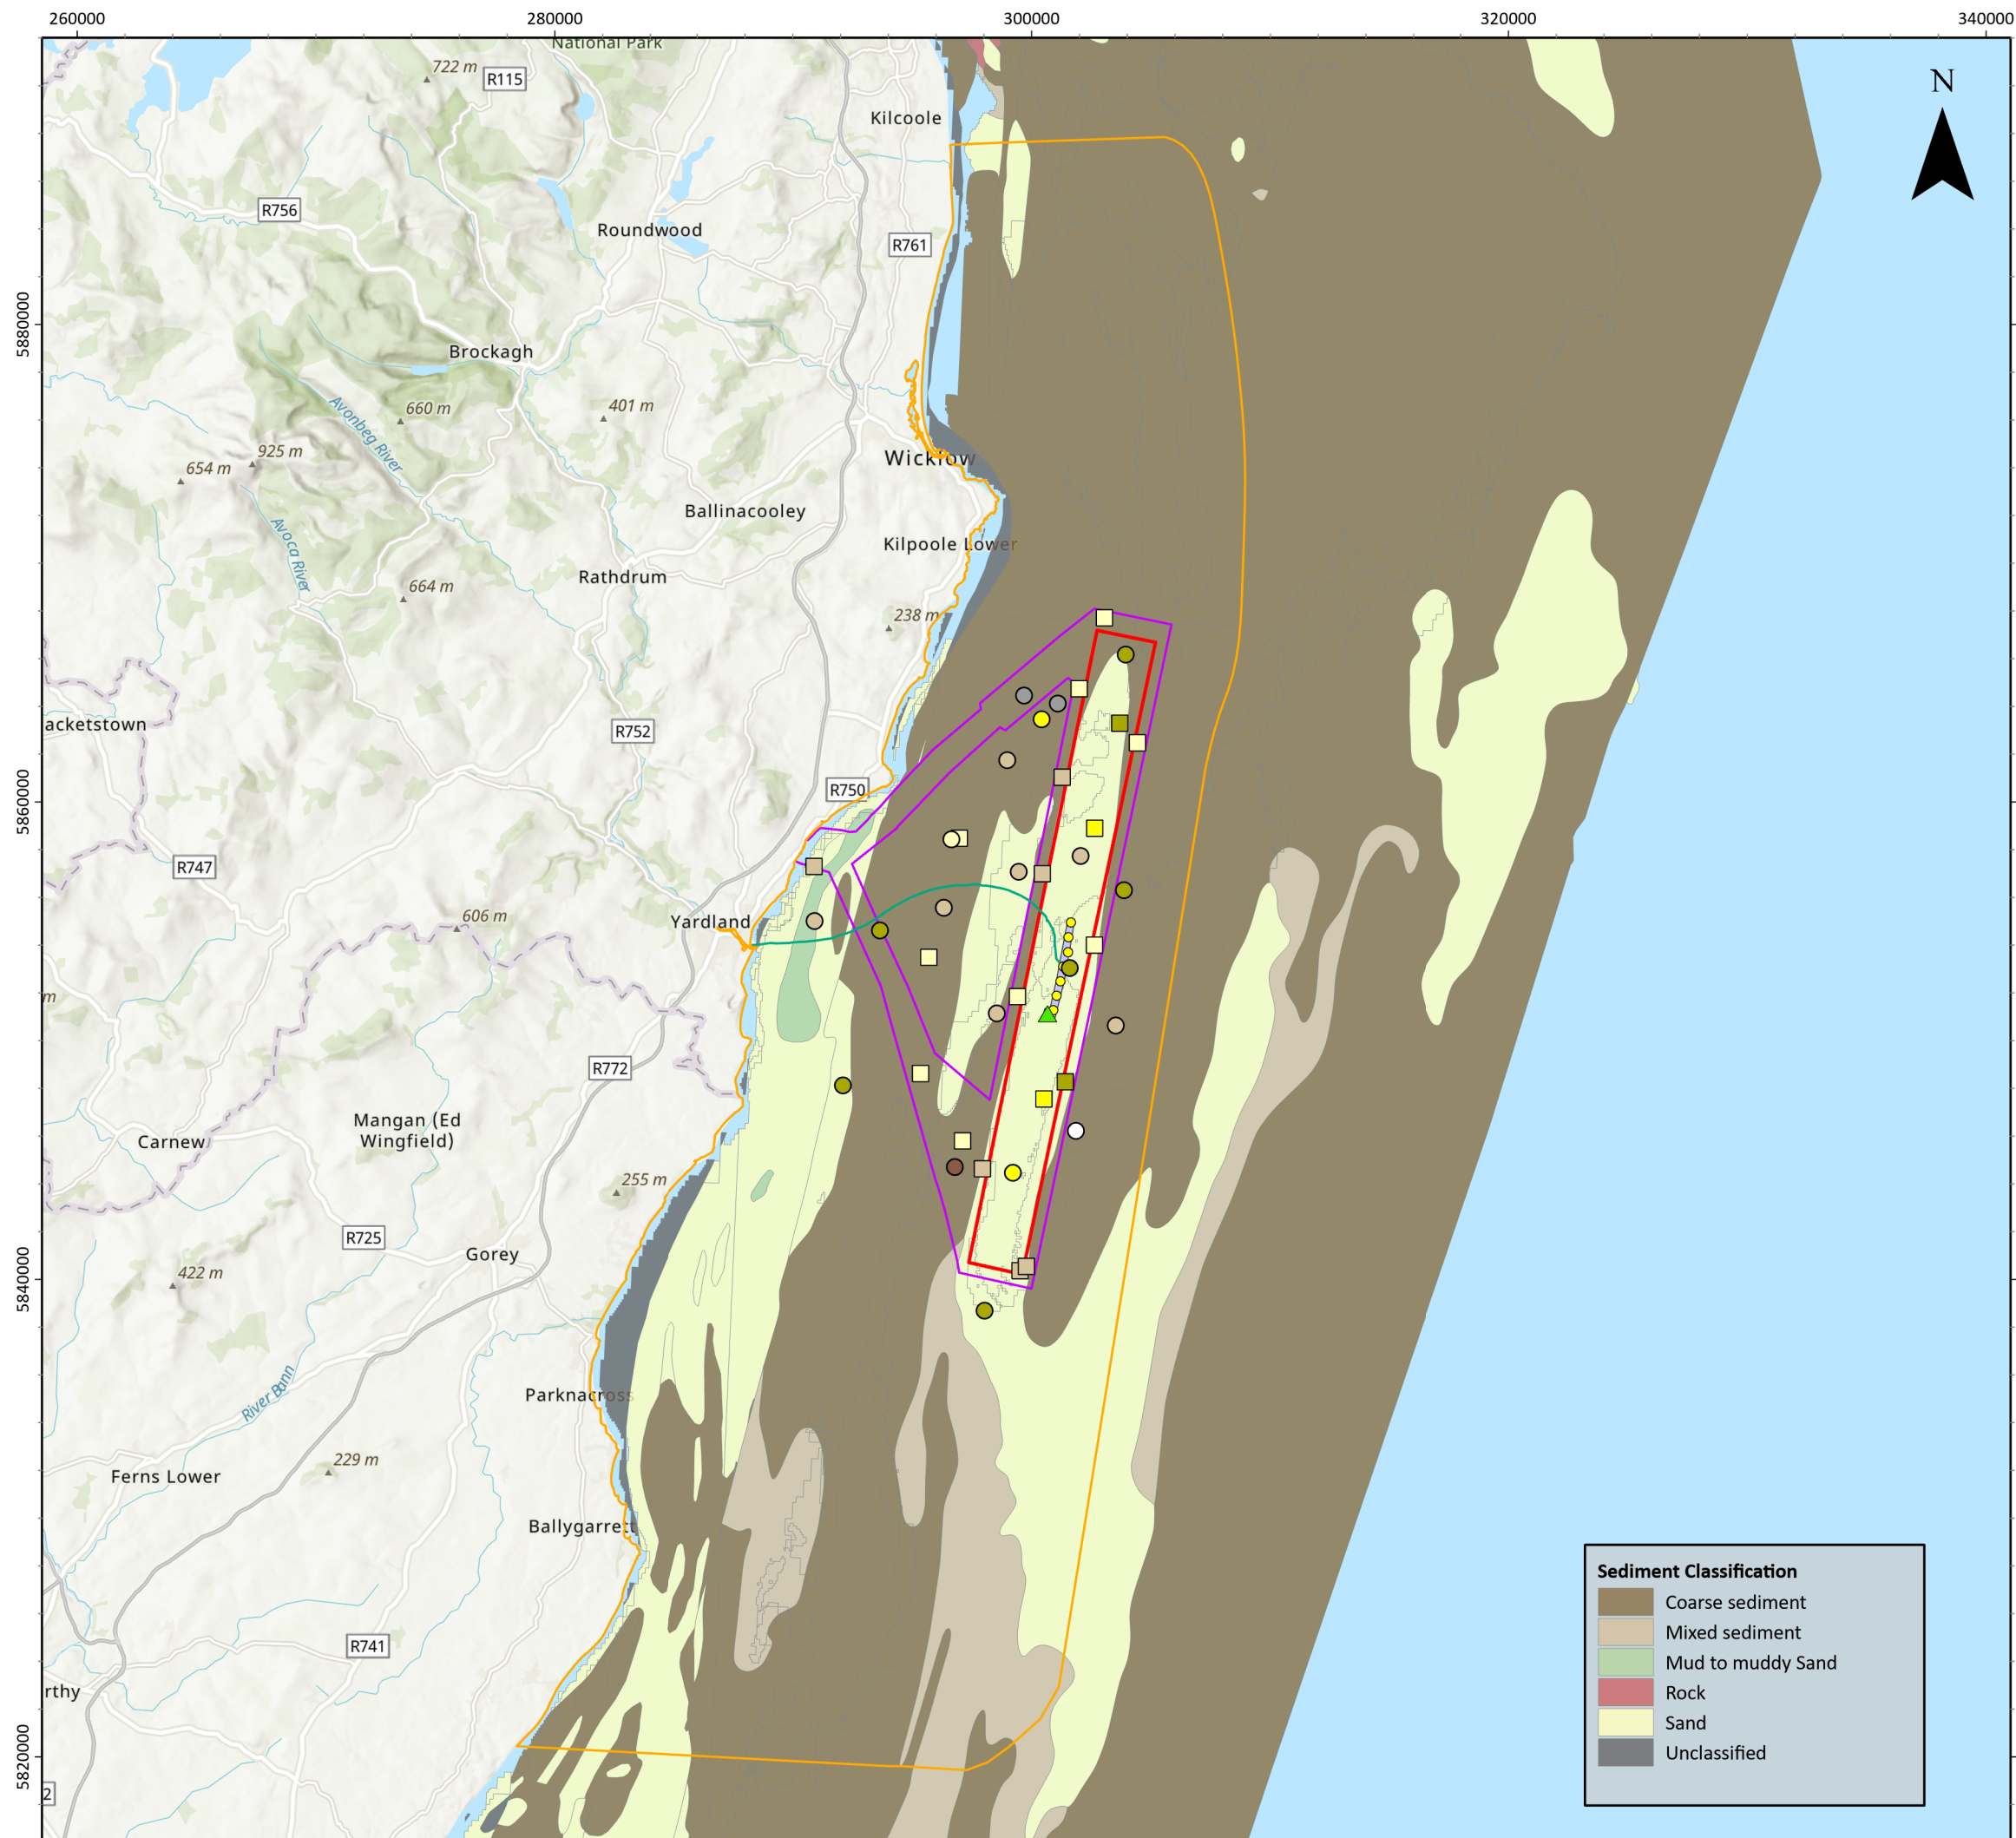 260000
280000
300000
320000
340000
National Park
722 m
R115
N
Kilcoole
R756
Roundwood
R761
5880000
Brockagh
Avonbeg River
660 m
401 m
925 m
654 m
Wicklow
Ballinacooley
Avoca River
Kilpoole Lower
Rathdrum
664 m
238 m
acketstown
R752
R750
5860000
R747
606 m
Yardland
m
R772
Mangan (Ed
Wingfield)
Carnew
255 m
R725
Gorey
422 m
5840000
River Bann
Parknacross
229 m
Ferns Lower
Ballygarrett
R741
rthy
5820000
2
Sediment Classification
Coarse sediment
Mixed sediment
Mud to muddy Sand
Rock
Sand
Unclassified